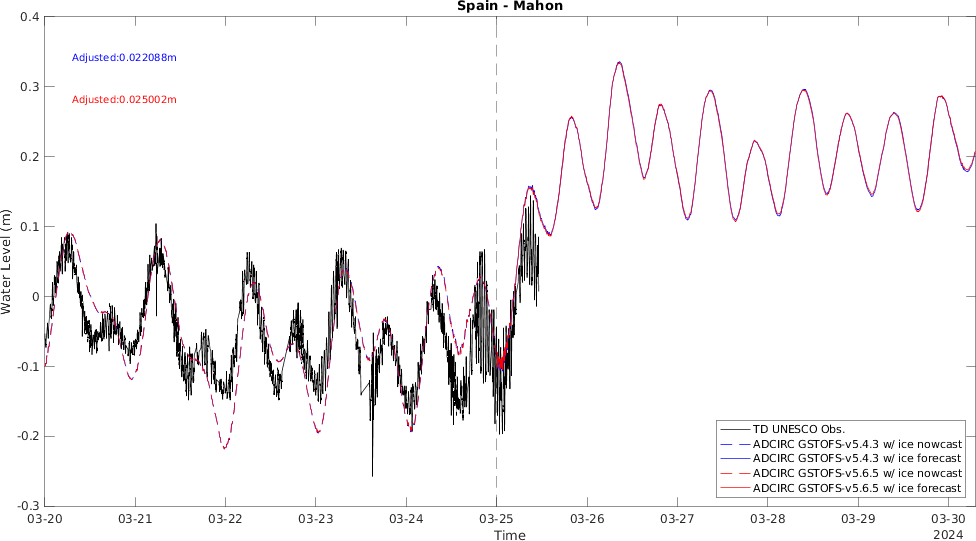 Spain - Mahon
0.4
0.3
0.2
0.1
0
-0.1
-0.2
-0.3
Water Level (m)
Adjusted:0.022088m
Adjusted:0.025002m
TD UNESCO Obs.
ADCIRC GSTOFS-v5.4.3 w/ ice nowcast
ADCIRC GSTOFS-v5.4.3 w/ ice forecast
ADCIRC GSTOFS-v5.6.5 w/ ice nowcast
ADCIRC GSTOFS-v5.6.5 w/ ice forecast
03-20 03-21 03-22 03-23 03-24 03-25 03-26 03-27 03-28 03-29 03-30
Time
2024